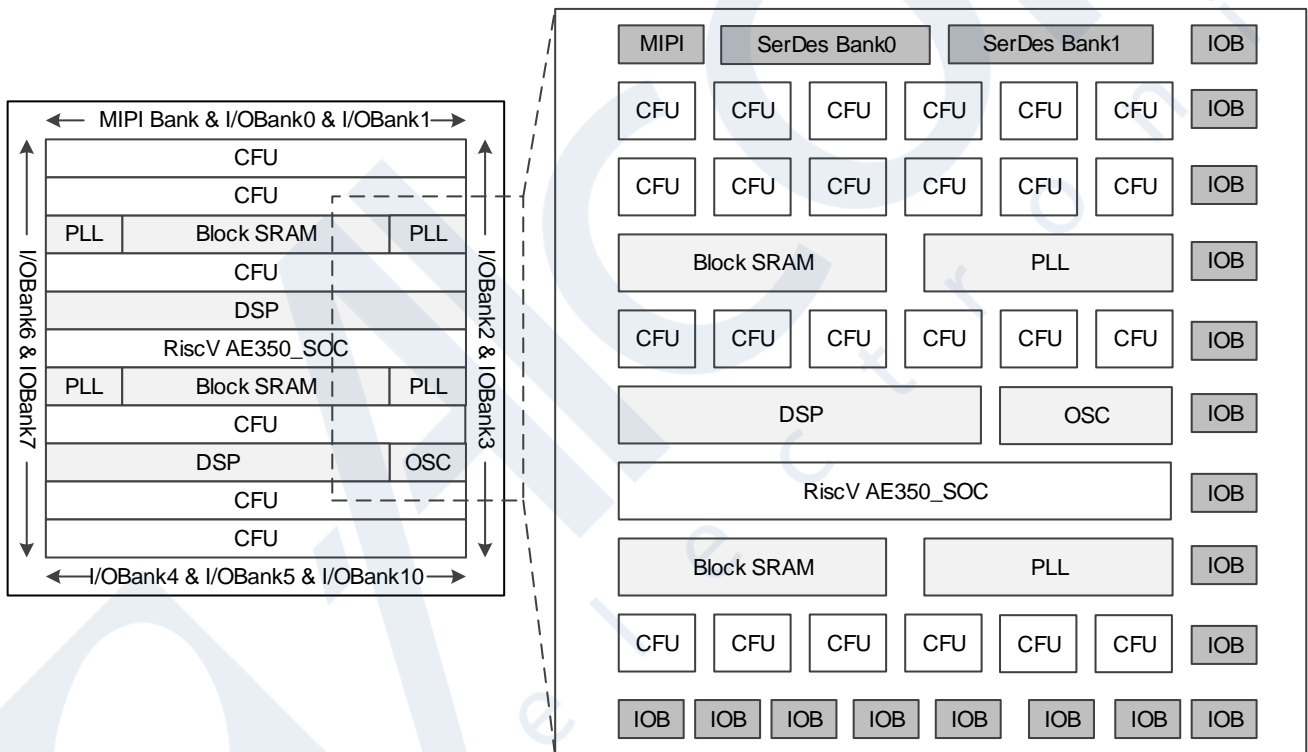 MIPI Bank & I/OBank0 & I/OBank1
CFU
CFU
PLL Block SRAM PLL
CFU
DSP
RiscV AE350_SOC
PLL Block SRAM PLL
CFU
DSP OSC
CFU
CFU
I/OBank4 & I/OBank5 & I/OBank10
I/OBank6 & IOBank7
I/OBank2 & IOBank3
MIPI SerDes Bank0 SerDes Bank1 IOB
CFU CFU CFU CFU CFU CFU IOB
CFU CFU CFU CFU CFU CFU IOB
Block SRAM PLL IOB
CFU CFU CFU CFU CFU CFU IOB
DSP OSC IOB
RiscV AE350_SOC IOB
Block SRAM PLL IOB
CFU CFU CFU CFU CFU CFU IOB
IOB IOB IOB IOB IOB IOB IOB IOB